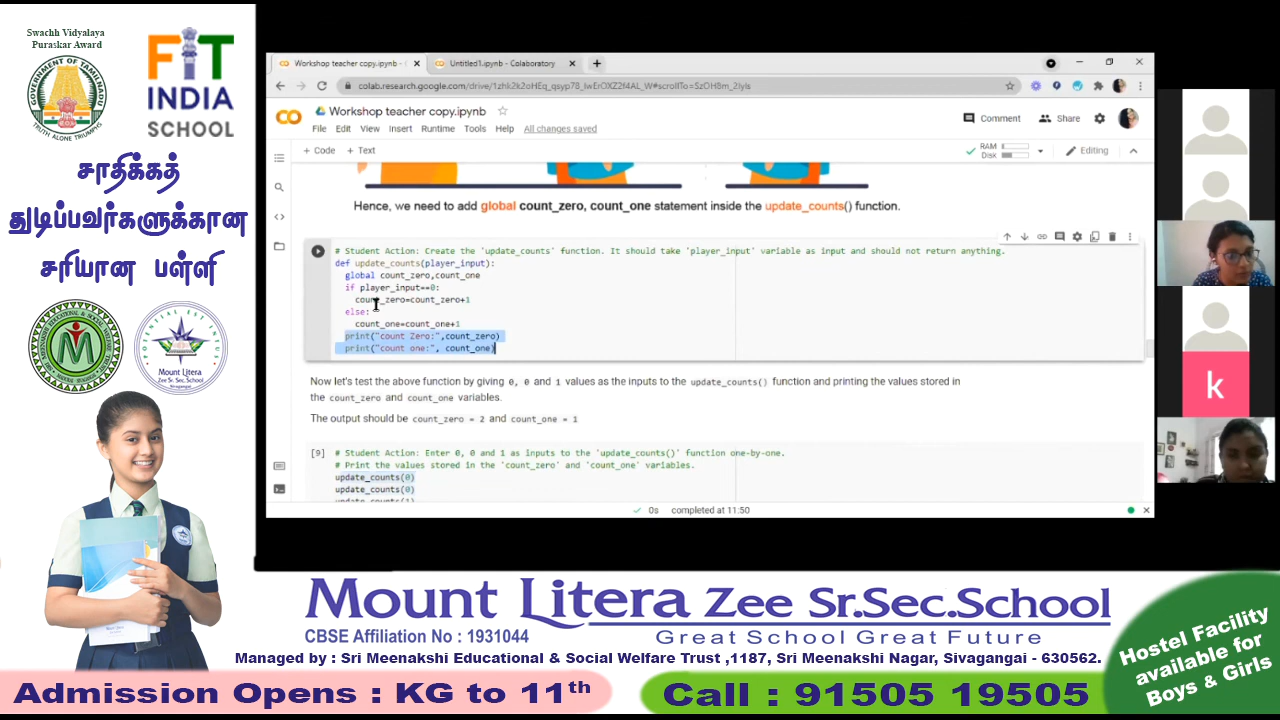 Swachh Vidyalaya
Puraskar Award
GOVERNMENT OF TAMILNADU
TRUTH ALONE TRIUMPHS
FIT
INDIA
SCHOOL
சாதிக்கத்
துடிப்பவர்களுக்கான
சரியான பள்ளி
Mount Litera
Zee Sr. Sec. School
Sivagangai
Workshop teacher copy.ipynb - C
Untitled1.ipynb - Colaboratory
Workshop teacher copy.ipynb
File Edit View Insert Runtime Tools Help All changes saved
Comment Share
+ Code + Text
RAM
Disk
Editing
Hence, we need to add global count_zero, count_one statement inside the update_counts() function.
# Student Action: Create the 'update_counts' function. It should take 'player_input' variable as input and should not return anything.
def update_counts(player_input):
global count_zero,count_one
if player_input==0:
count_zero=count_zero+1
else:
count_one=count_one+1
print("count Zero:",count_zero)
print("count one:", count_one)
Now let's test the above function by giving 0, 0 and 1 values as the inputs to the update_counts() function and printing the values stored in
the count_zero and count_one variables.
The output should be count_zero = 2 and count_one = 1
[9] # Student Action: Enter 0, 0 and 1 as inputs to the 'update_counts()' function one-by-one.
# Print the values stored in the 'count_zero' and 'count_one' variables.
update_counts(0)
update_counts(0)
update_counts(1)
0s completed at 11:50
k
Mount Litera Zee Sr.Sec.School
CBSE Affiliation No : 1931044
Great School Great Future
Managed by : Sri Meenakshi Educational & Social Welfare Trust ,1187, Sri Meenakshi Nagar, Sivagangai - 630562.
Admission Opens : KG to 11th
Call : 91505 19505
Hostel Facility
available for
Boys & Girls